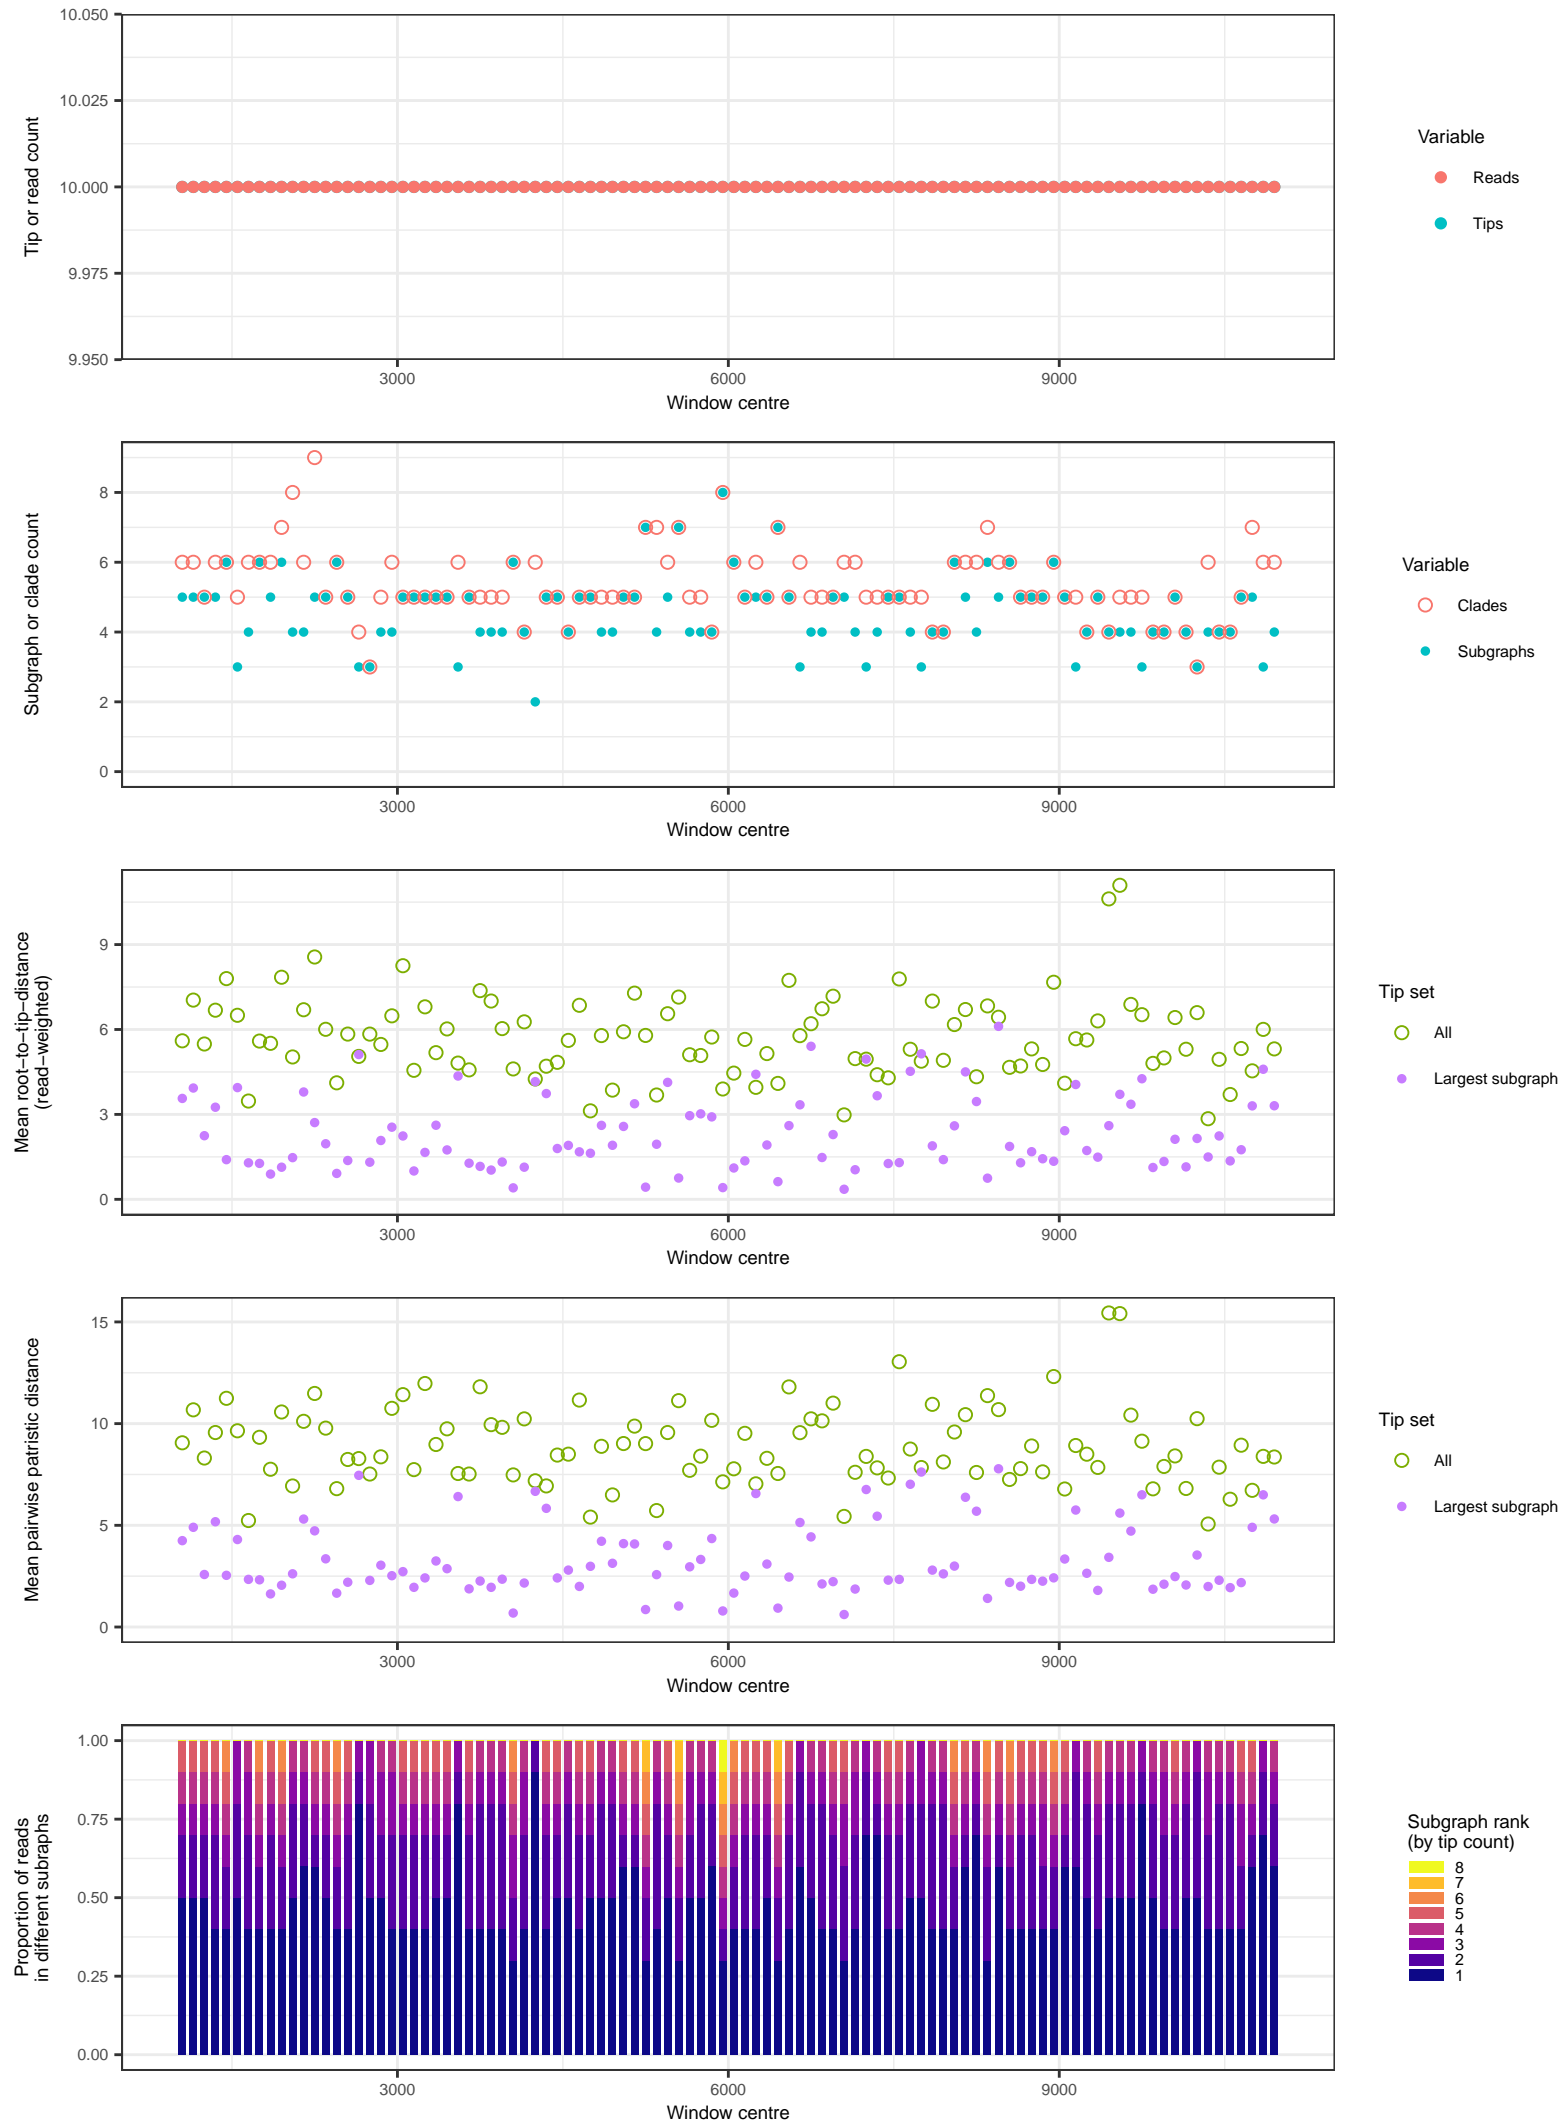 10.050
10.025
10.000
9.975
9.950
Tip or read count
3000
6000
9000
Window centre
Variable
Reads
Tips
8
6
4
2
0
Subgraph or clade count
3000
6000
9000
Window centre
Variable
Clades
Subgraphs
9
6
3
0
Mean root−to−tip−distance
(read−weighted)
3000
6000
9000
Window centre
Tip set
All
Largest subgraph
15
10
5
0
Mean pairwise patristic distance
3000
6000
9000
Window centre
Tip set
All
Largest subgraph
1.00
0.75
0.50
0.25
0.00
Proportion of reads
in different subraphs
3000
6000
9000
Window centre
Subgraph rank
(by tip count)
8
7
6
5
4
3
2
1